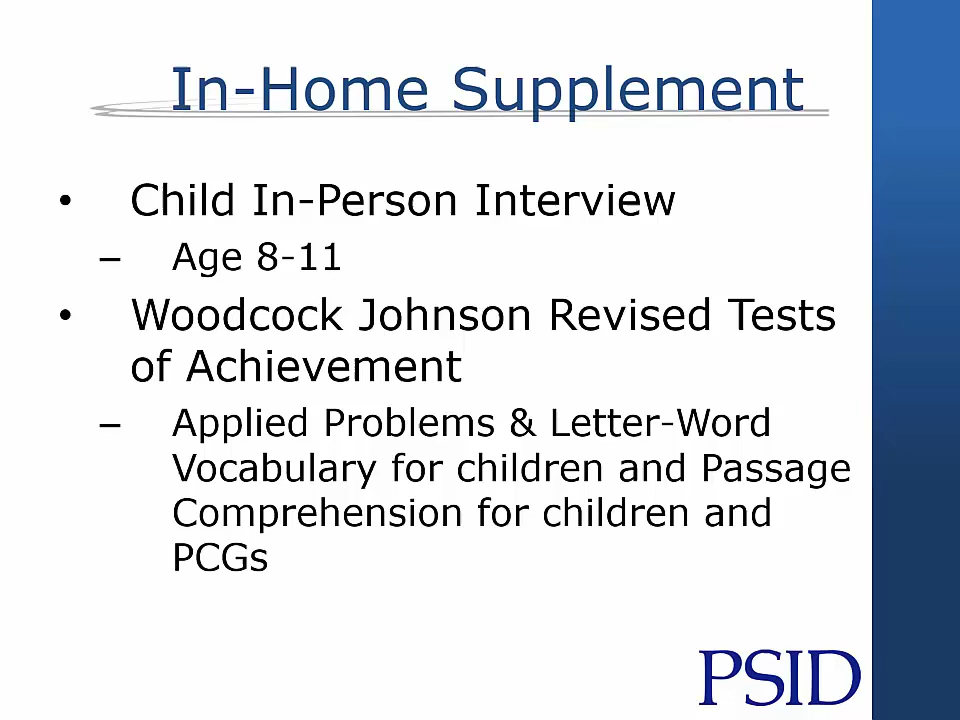 In-Home Supplement
• Child In-Person Interview
– Age 8-11
• Woodcock Johnson Revised Tests
of Achievement
– Applied Problems & Letter-Word
Vocabulary for children and Passage
Comprehension for children and
PCGs
PSID